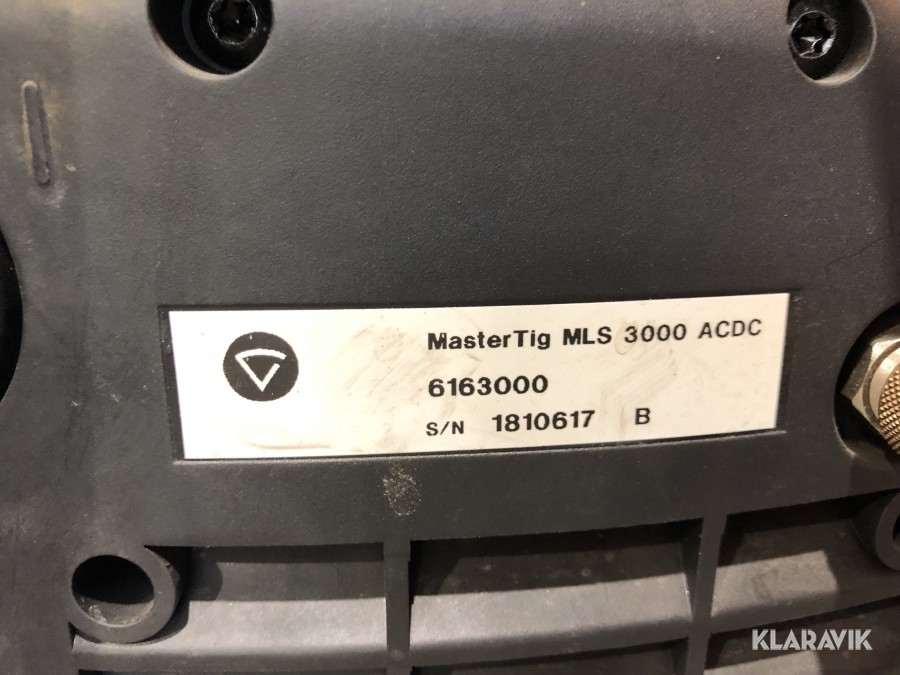 MasterTig MLS 3000 ACDC
6163000
S/N 1810617 B
KLARAVIK